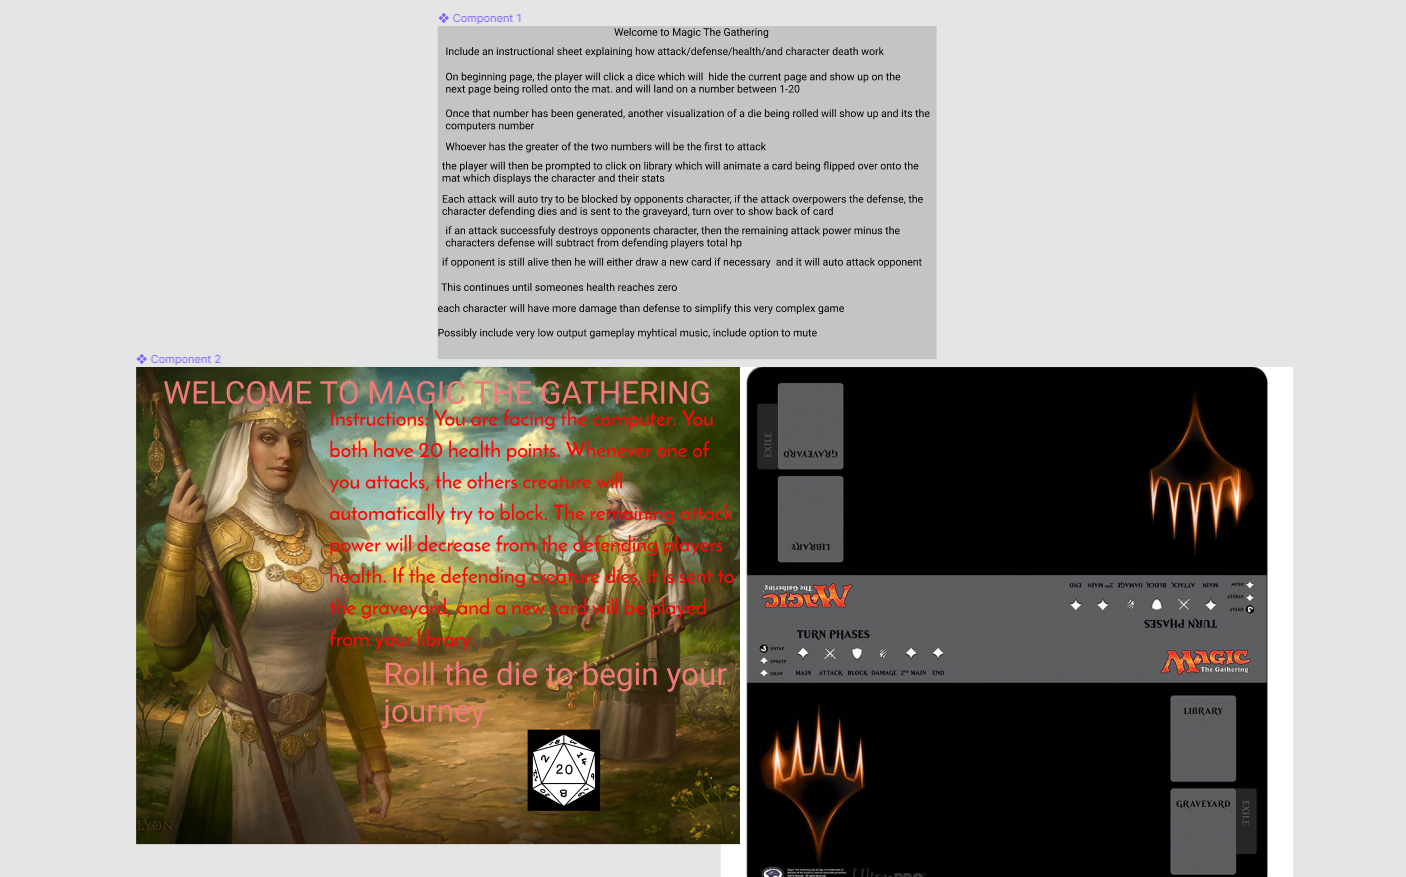 Component 1
Welcome to Magic The Gathering
Include an instructional sheet explaining how attack/defense/health/and character death work
On beginning page, the player will click a dice which will  hide the current page and show up on the
next page being rolled onto the mat. and will land on a number between 1-20
Once that number has been generated, another visualization of a die being rolled will show up and its the
computers number
Whoever has the greater of the two numbers will be the first to attack
the player will then be prompted to click on library which will animate a card being flipped over onto the
mat which displays the character and their stats
Each attack will auto try to be blocked by opponents character, if the attack overpowers the defense, the
character defending dies and is sent to the graveyard, turn over to show back of card
if an attack successfuly destroys opponents character, then the remaining attack power minus the
characters defense will subtract from defending players total hp
if opponent is still alive then he will either draw a new card if necessary  and it will auto attack opponent
This continues until someones health reaches zero
each character will have more damage than defense to simplify this very complex game
Possibly include very low output gameplay myhtical music, include option to mute
Component 2
WELCOME TO MAGIC THE GATHERING
Instructions: You are facing the computer. You
both have 20 health points. Whenever one of
you attacks, the others creature will
automatically try to block. The remaining attack
power will decrease from the defending players
health. If the defending creature dies, it is sent to
the graveyard, and a new card will be played
from your library.
Roll the die to begin your
journey
20
2
14
8
LYON
EXILE
GRAVEYARD
LIBRARY
MAGIC
The Gathering
END 2ND MAIN DAMAGE BLOCK ATTACK MAIN
DRAW
UPKEEP
UNTAP
TURN PHASES
TURN PHASES
UNTAP
UPKEEP
DRAW
MAIN ATTACK BLOCK DAMAGE 2ND MAIN END
MAGIC
The Gathering
LIBRARY
GRAVEYARD
EXILE